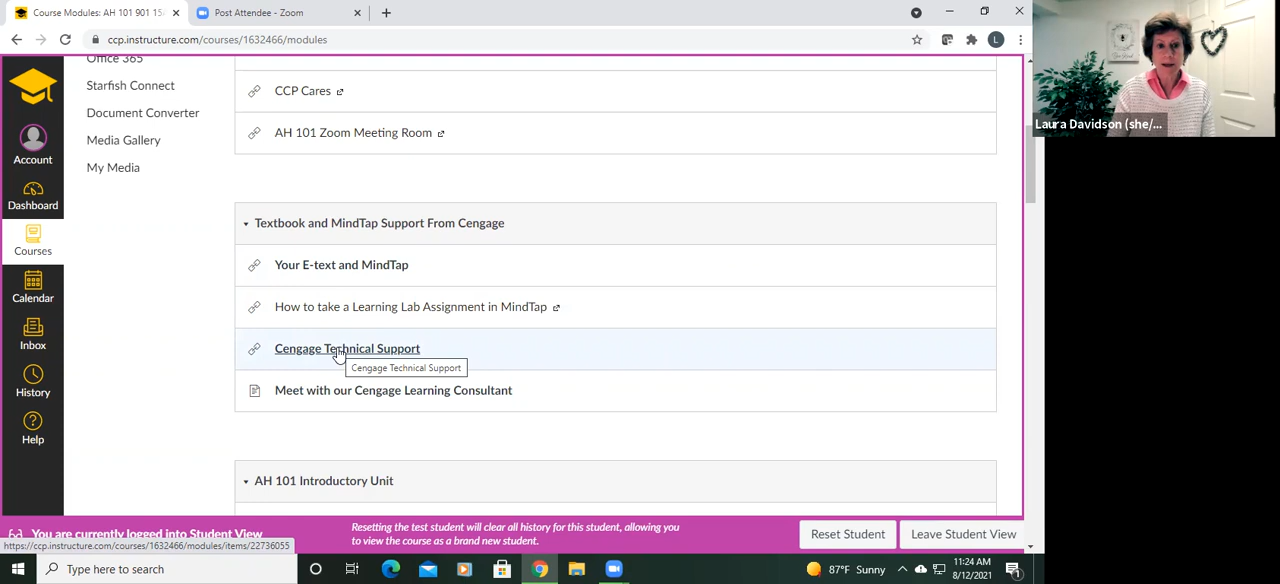 Course Modules: AH 101 901 15A
Post Attendee - Zoom
ccp.instructure.com/courses/1632466/modules
L
Office 365
Starfish Connect
Document Converter
Media Gallery
My Media
Account
Dashboard
Courses
Calendar
Inbox
History
Help
CCP Cares
AH 101 Zoom Meeting Room
Textbook and MindTap Support From Cengage
Your E-text and MindTap
How to take a Learning Lab Assignment in MindTap
Cengage Technical Support
Cengage Technical Support
Meet with our Cengage Learning Consultant
AH 101 Introductory Unit
You are currently logged into Student View
Resetting the test student will clear all history for this student, allowing you
to view the course as a brand new student.
Reset Student
Leave Student View
https://ccp.instructure.com/courses/1632466/modules/items/22736055
Type here to search
87°F Sunny
11:24 AM
8/12/2021
1
Laura Davidson (she/...